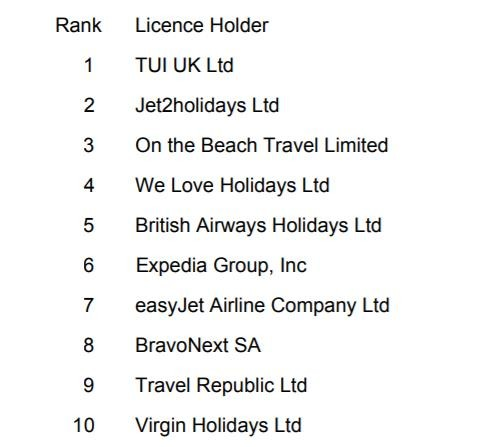 Rank Licence Holder
1 TUI UK Ltd
2 Jet2holidays Ltd
3 On the Beach Travel Limited
4 We Love Holidays Ltd
5 British Airways Holidays Ltd
6 Expedia Group, Inc
7 easyJet Airline Company Ltd
8 BravoNext SA
9 Travel Republic Ltd
10 Virgin Holidays Ltd